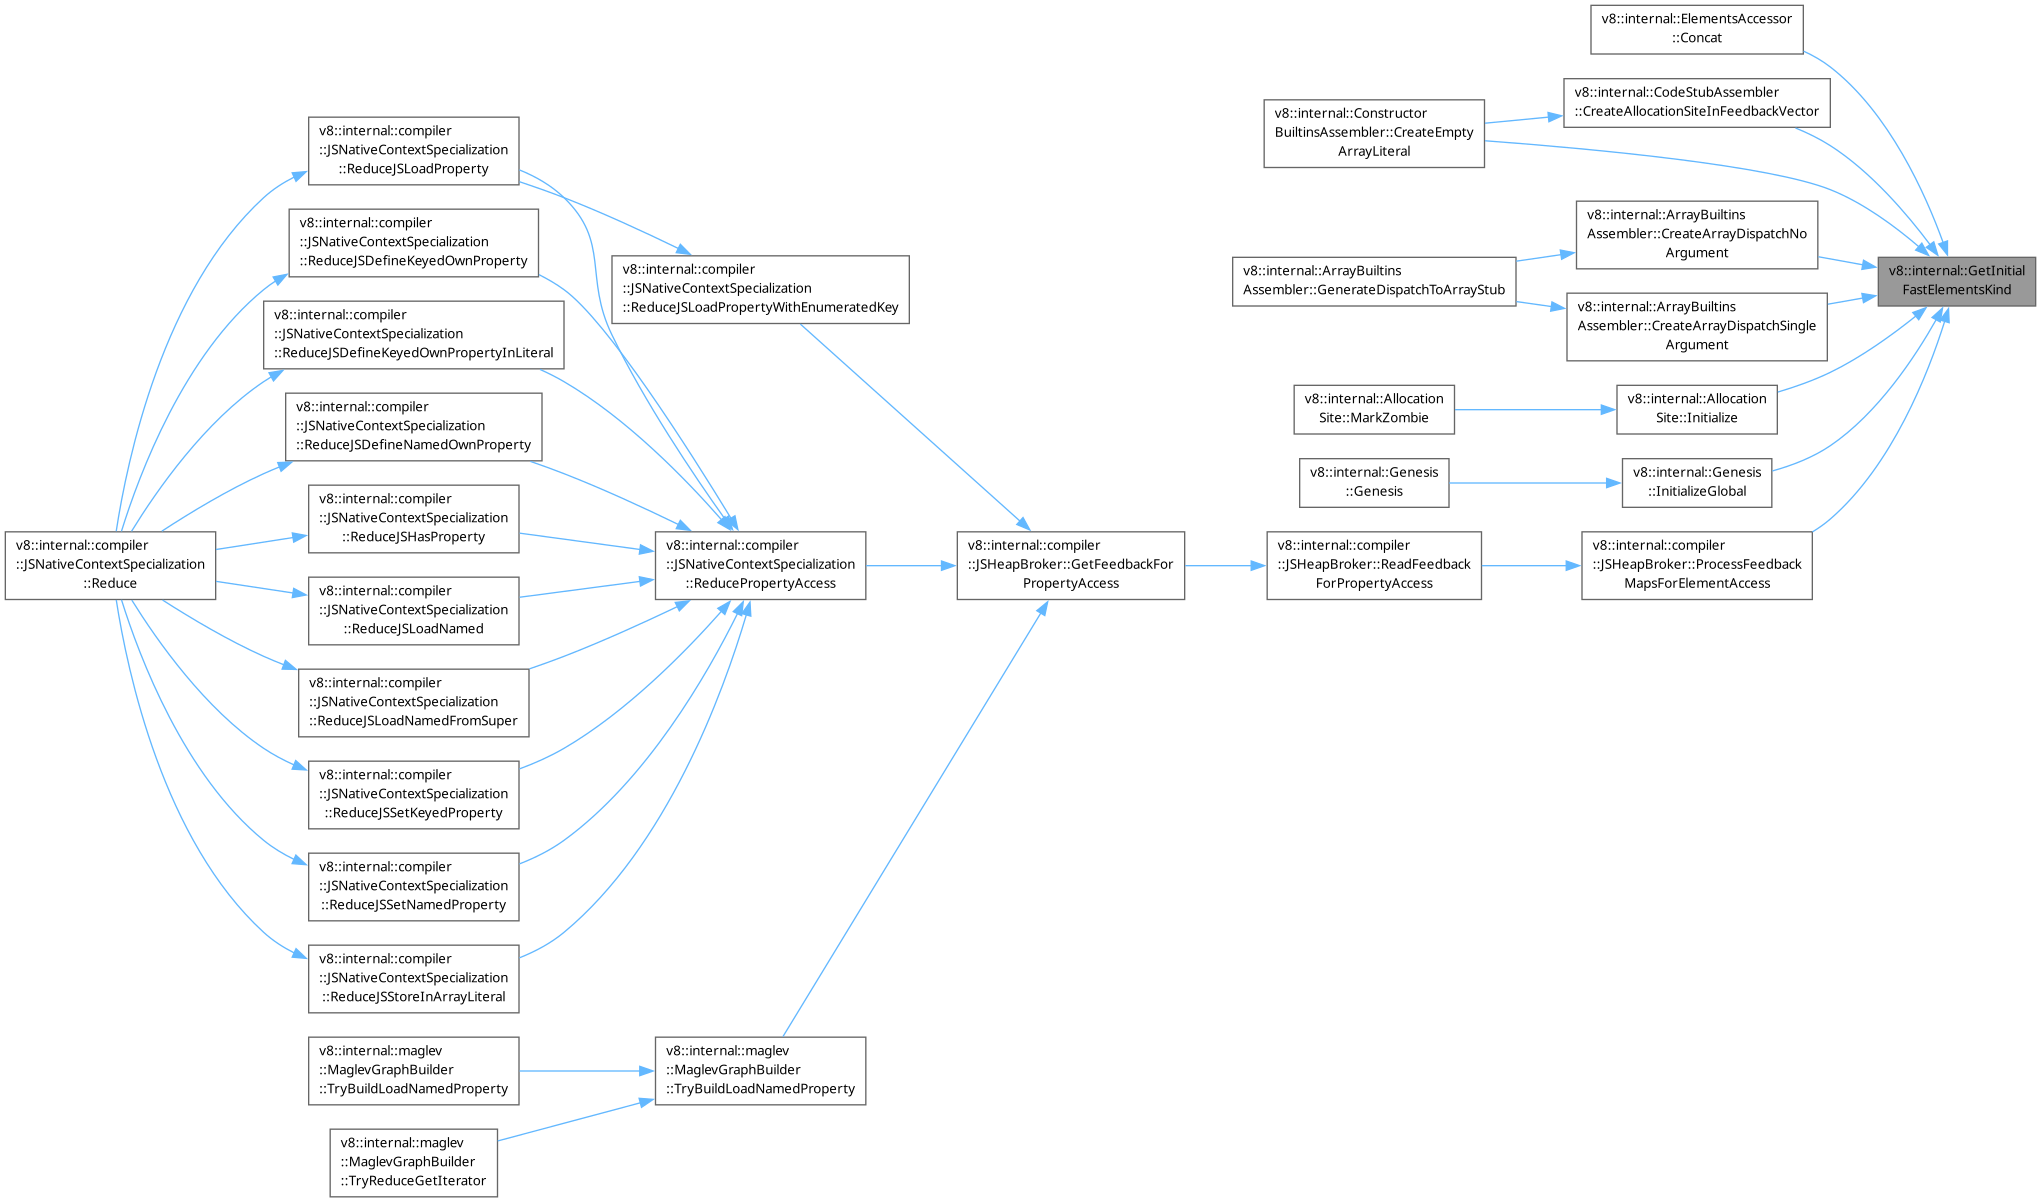 v8::internal::ElementsAccessor
::Concat
v8::internal::CodeStubAssembler
::CreateAllocationSiteInFeedbackVector
v8::internal::Constructor
BuiltinsAssembler::CreateEmpty
ArrayLiteral
v8::internal::compiler
::JSNativeContextSpecialization
::ReduceJSLoadProperty
v8::internal::ArrayBuiltins
Assembler::CreateArrayDispatchNo
Argument
v8::internal::compiler
::JSNativeContextSpecialization
::ReduceJSDefineKeyedOwnProperty
v8::internal::compiler
::JSNativeContextSpecialization
::ReduceJSLoadPropertyWithEnumeratedKey
v8::internal::ArrayBuiltins
Assembler::GenerateDispatchToArrayStub
v8::internal::GetInitial
FastElementsKind
v8::internal::ArrayBuiltins
Assembler::CreateArrayDispatchSingle
Argument
v8::internal::compiler
::JSNativeContextSpecialization
::ReduceJSDefineKeyedOwnPropertyInLiteral
v8::internal::Allocation
Site::MarkZombie
v8::internal::Allocation
Site::Initialize
v8::internal::compiler
::JSNativeContextSpecialization
::ReduceJSDefineNamedOwnProperty
v8::internal::Genesis
::Genesis
v8::internal::Genesis
::InitializeGlobal
v8::internal::compiler
::JSNativeContextSpecialization
::ReduceJSHasProperty
v8::internal::compiler
::JSNativeContextSpecialization
::Reduce
v8::internal::compiler
::JSNativeContextSpecialization
::ReducePropertyAccess
v8::internal::compiler
::JSHeapBroker::GetFeedbackFor
PropertyAccess
v8::internal::compiler
::JSHeapBroker::ReadFeedback
ForPropertyAccess
v8::internal::compiler
::JSHeapBroker::ProcessFeedback
MapsForElementAccess
v8::internal::compiler
::JSNativeContextSpecialization
::ReduceJSLoadNamed
v8::internal::compiler
::JSNativeContextSpecialization
::ReduceJSLoadNamedFromSuper
v8::internal::compiler
::JSNativeContextSpecialization
::ReduceJSSetKeyedProperty
v8::internal::compiler
::JSNativeContextSpecialization
::ReduceJSSetNamedProperty
v8::internal::compiler
::JSNativeContextSpecialization
::ReduceJSStoreInArrayLiteral
v8::internal::maglev
::MaglevGraphBuilder
::TryBuildLoadNamedProperty
v8::internal::maglev
::MaglevGraphBuilder
::TryBuildLoadNamedProperty
v8::internal::maglev
::MaglevGraphBuilder
::TryReduceGetIterator